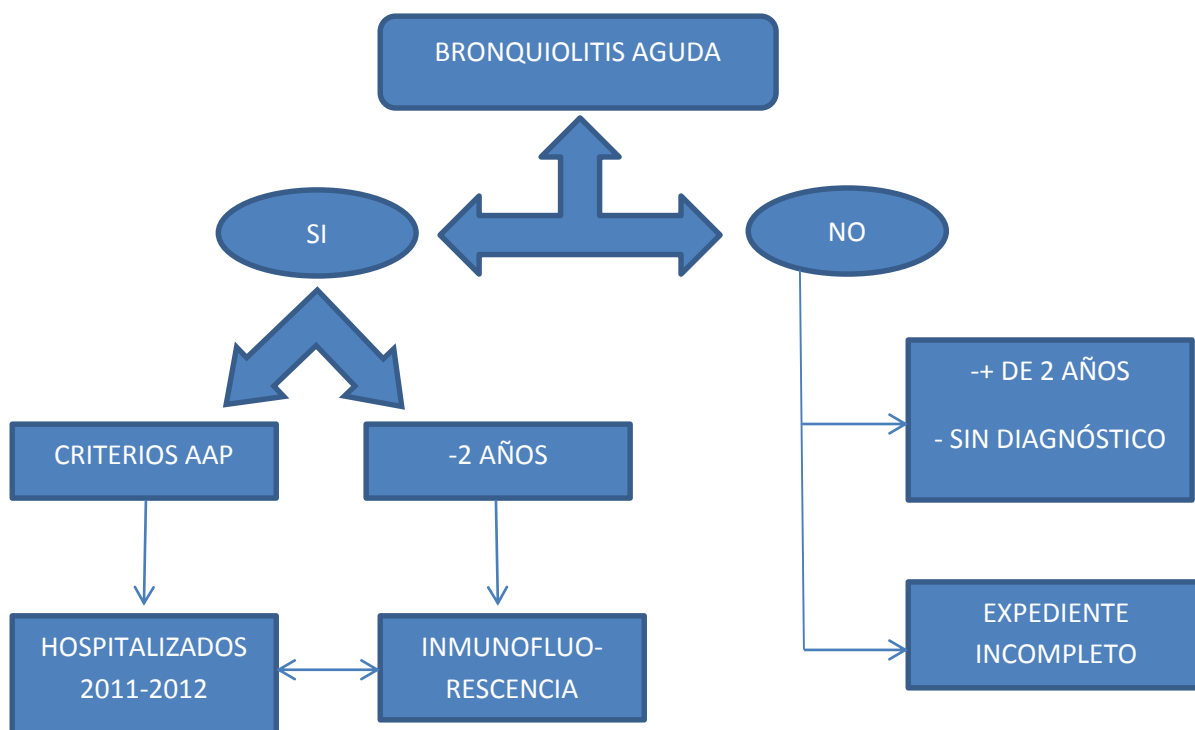 BRONQUIOLITIS AGUDA
SI
NO
-+ DE 2 AÑOS
- SIN DIAGNÓSTICO
CRITERIOS AAP
-2 AÑOS
HOSPITALIZADOS
2011-2012
INMUNOFLUO-
RESCENCIA
EXPEDIENTE
INCOMPLETO